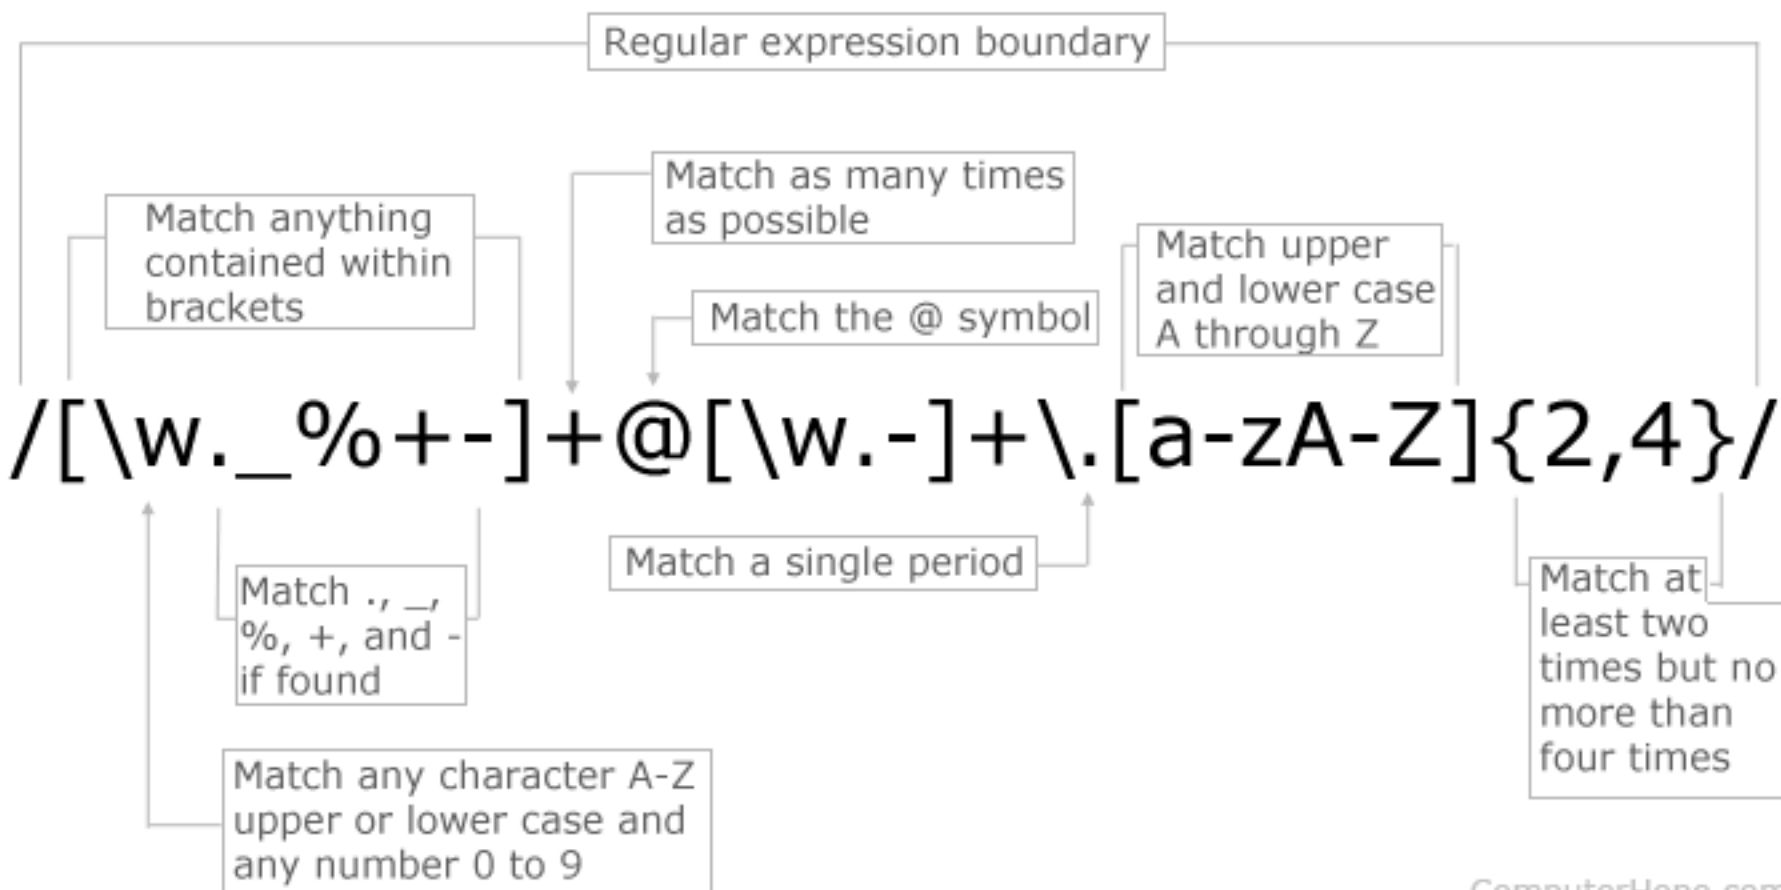 Regular expression boundary
Match as many times
as possible
Match anything
contained within
brackets
Match upper
and lower case
A through Z
Match the @ symbol
/[\w._%+-]+@[\w.-]+\.[a-zA-Z]{2,4}/
Match a single period
Match ., _,
%, +, and -
if found
Match at
least two
times but no
more than
four times
Match any character A-Z
upper or lower case and
any number 0 to 9